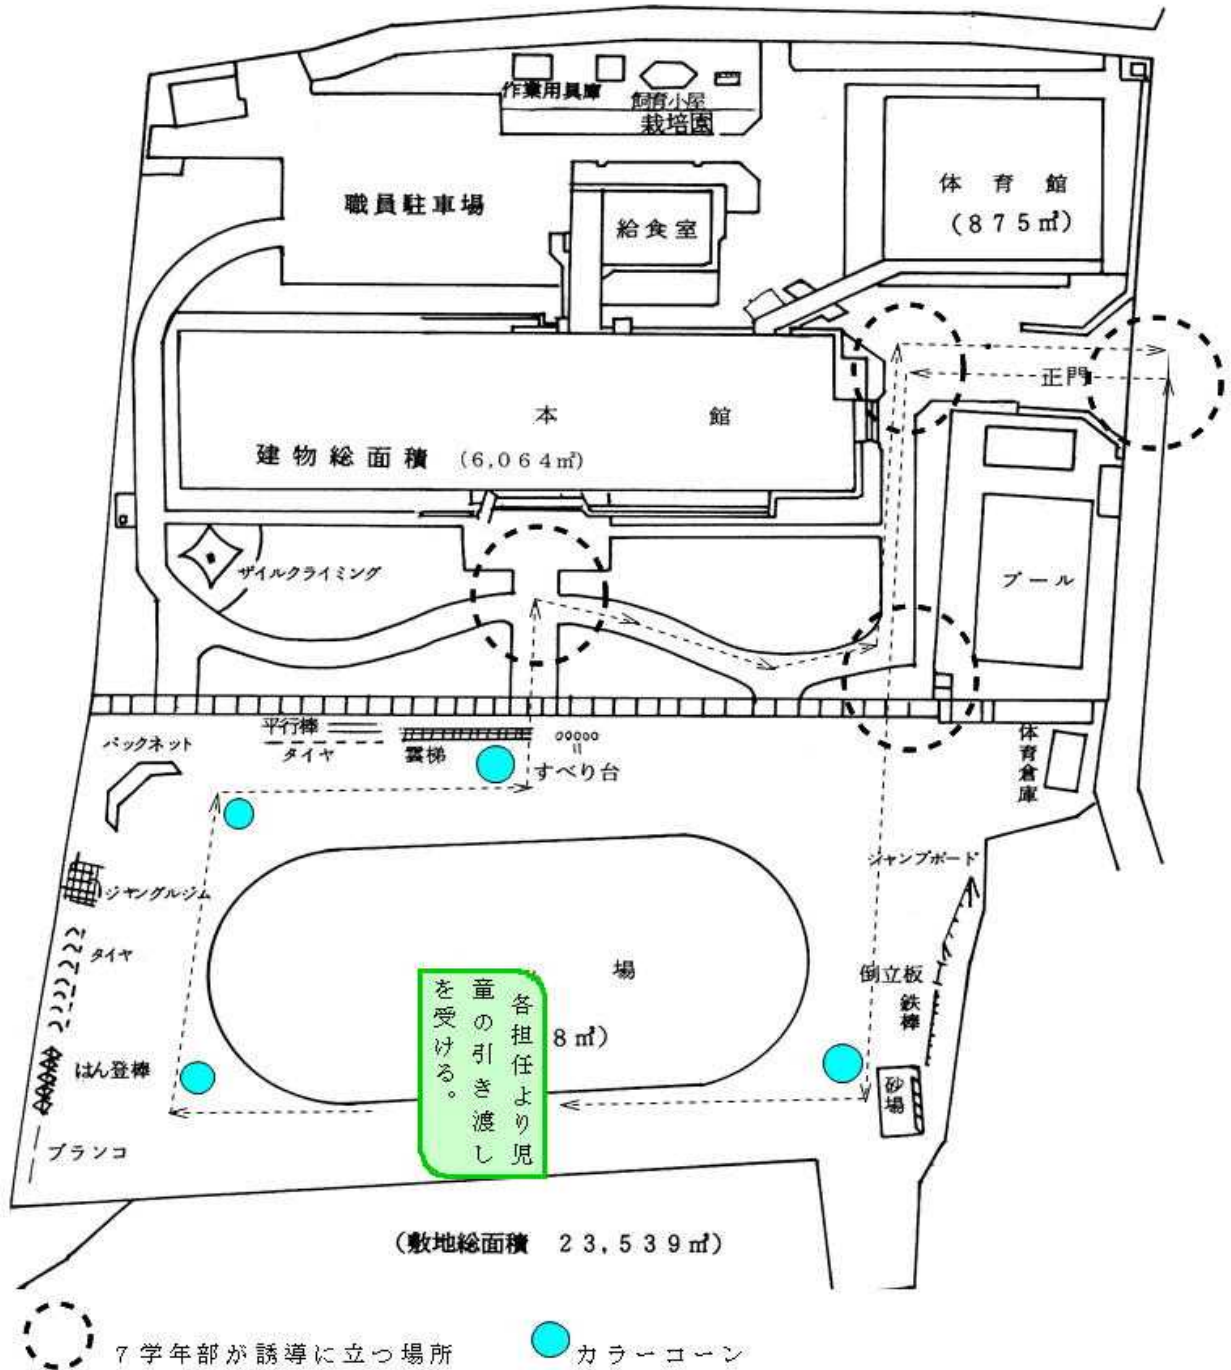 作業用具庫
飼育小屋
栽培園
体育館
(875㎡)
職員駐車場
給食室
正門
本館
建物総面積 (6,064㎡)
ザイルクライミング
プール
平行棒
タイヤ
雲梯
すべり台
バックネット
体育倉庫
ジャンプボード
ジャングルジム
タイヤ
場
8㎡)
倒立板
鉄棒
各担任より児
童の引き渡し
を受ける。
はん登棒
砂場
ブランコ
(敷地総面積 23,539㎡)
7学年部が誘導に立つ場所
カラーコーン